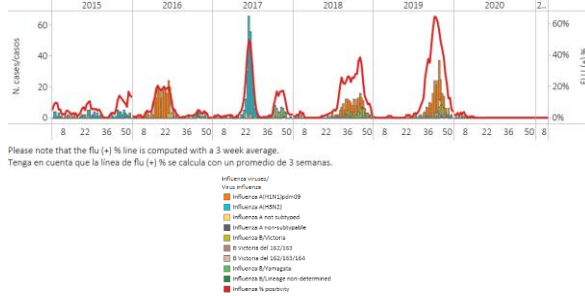 2015 2016 2017 2018 2019 2020 2..
N. cases/casos
60
40
20
0
60%
40%
20%
0%
FLU (+) %
8 22 36 50 8 22 36 50 8 22 36 50 8 22 36 50 8 22 36 50 8 22 36 50 8
Please note that the flu (+) % line is computed with a 3 week average.
Tenga en cuenta que la línea de flu (+) % se calcula con un promedio de 3 semanas.
Influenza viruses/
Virus influenza
Influenza A(H1N1)pdm09
Influenza A(H3N2)
Influenza A not subtyped
Influenza A non-subtypable
Influenza B/Victoria
B Victoria del 162/163
B Victoria del 162/163/164
Influenza B/Yamagata
Influenza B/Lineage non-determined
Influenza % positivity